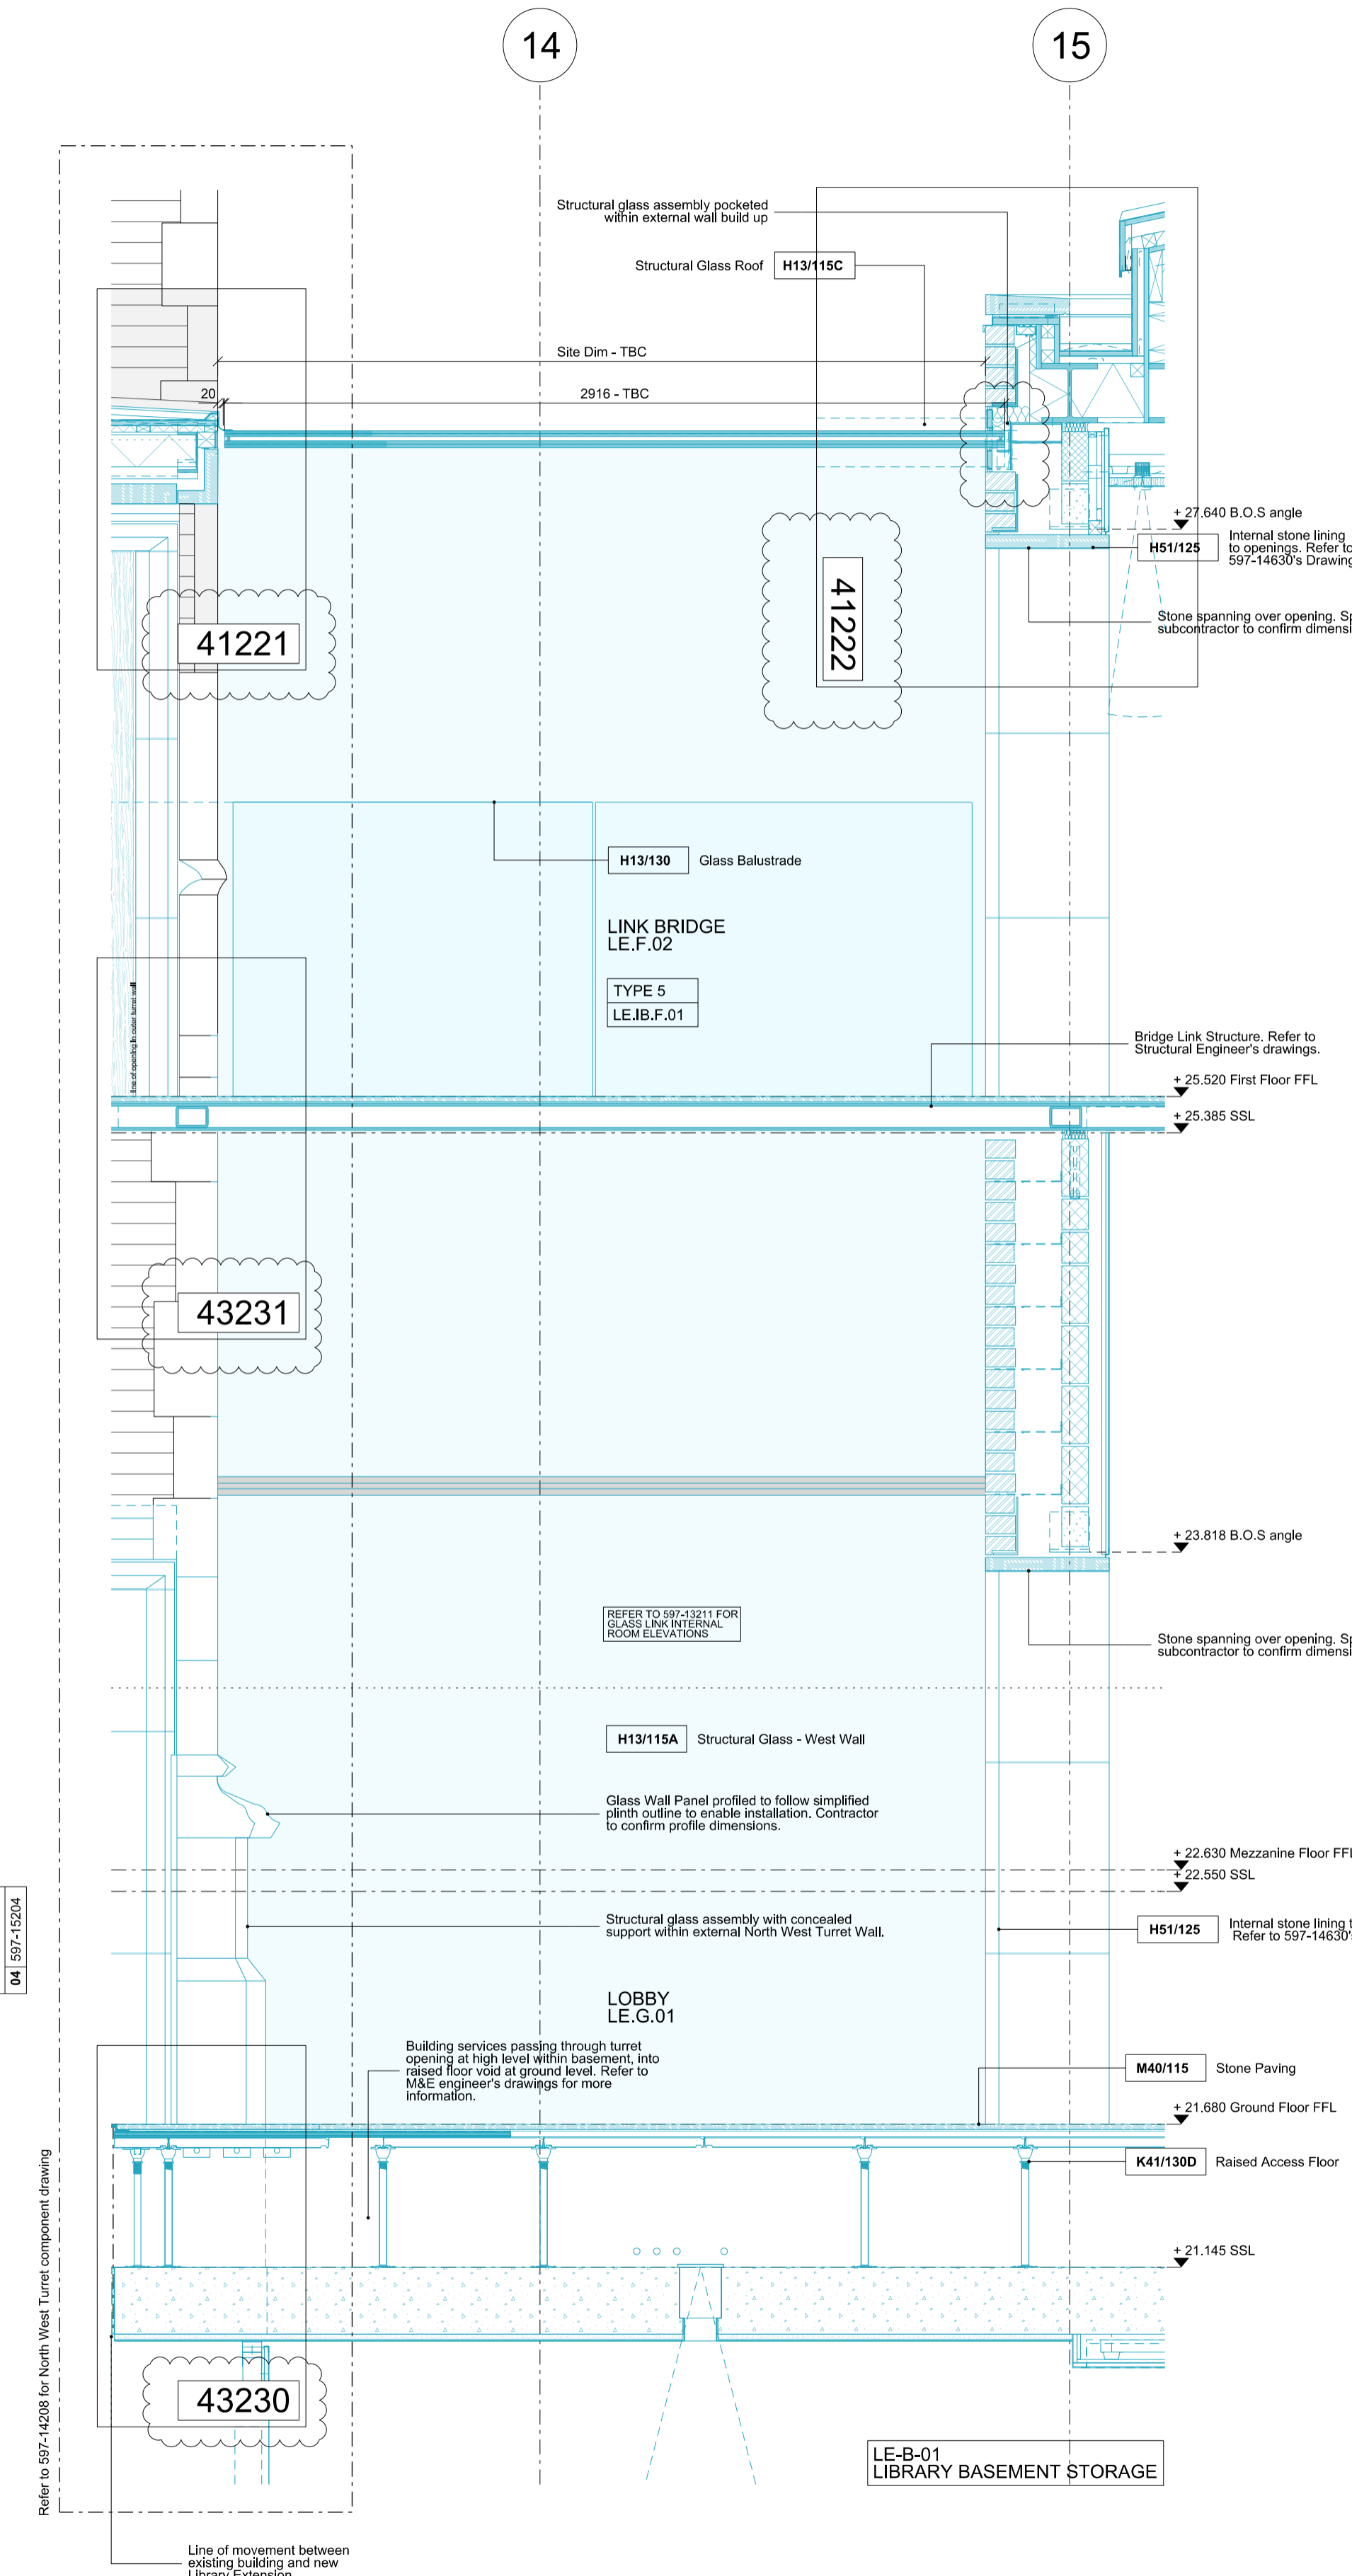 14
15
Structural glass assembly pocketed
within external wall build up
Structural Glass Roof
H13/115C
Site Dim - TBC
20
2916 - TBC
+ 27.640 B.O.S angle
H51/125
Internal stone lining
to openings. Refer to
597-14630's Drawing
Stone spanning over opening.
subcontractor to confirm
41221
41222
H13/130
Glass Balustrade
LINK BRIDGE
LE.F.02
TYPE 5
LE.IB.F.01
line of opening in outer turret wall
Bridge Link Structure. Refer to
Structural Engineer's drawings.
+ 25.520 First Floor FFL
+ 25.385 SSL
43231
+ 23.818 B.O.S angle
REFER TO 597-13211 FOR
GLASS LINK INTERNAL
ROOM ELEVATIONS
Stone spanning over opening.
subcontractor to confirm
H13/115A
Structural Glass - West Wall
Glass Wall Panel profiled to follow simplified
plinth outline to enable installation. Contractor
to confirm profile dimensions.
+ 22.630 Mezzanine Floor FFL
+ 22.550 SSL
04 597-15204
Structural glass assembly with concealed
support within external North West Turret Wall.
H51/125
Internal stone lining
Refer to 597-14630's
LOBBY
LE.G.01
Building services passing through turret
opening at high level within basement, into
raised floor void at ground level. Refer to
M&E engineer's drawings for more
information.
M40/115
Stone Paving
+ 21.680 Ground Floor FFL
K41/130D
Raised Access Floor
+ 21.145 SSL
Refer to 597-14208 for North West Turret component drawing
43230
LE-B-01
LIBRARY BASEMENT STORAGE
Line of movement between
existing building and new
Library Extension